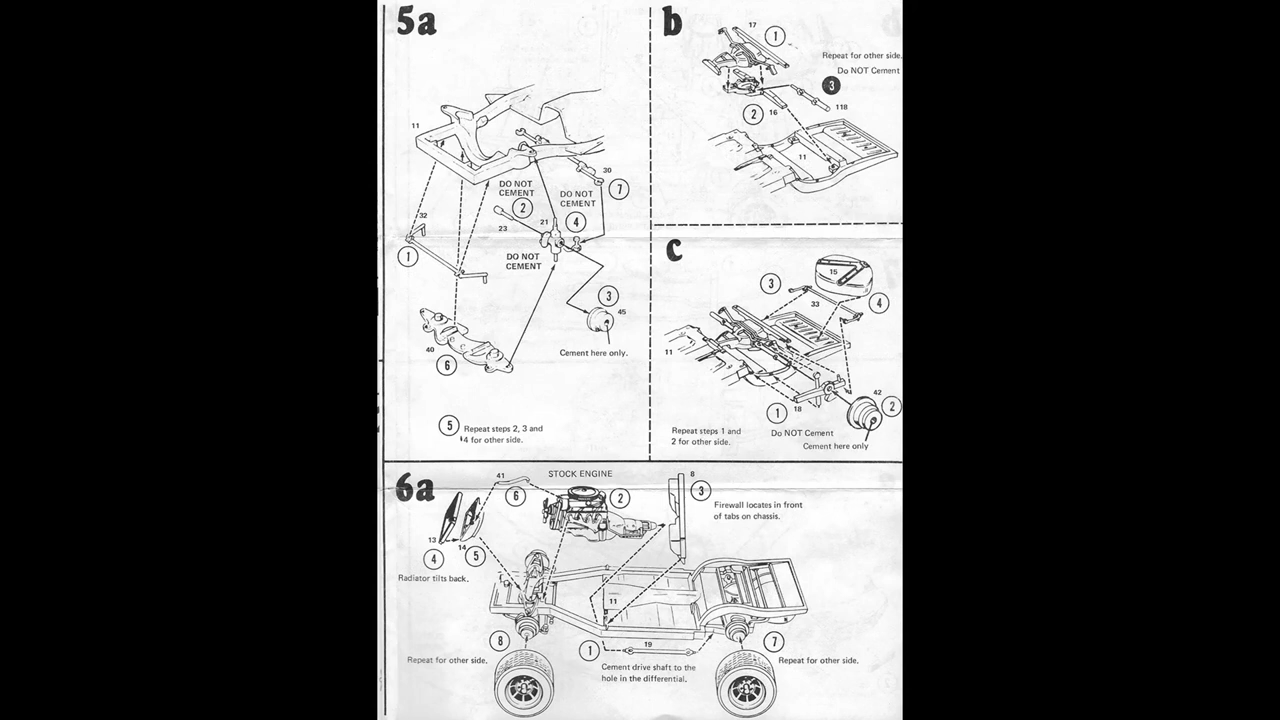 5a
11
30
7
DO NOT
CEMENT
2
DO NOT
CEMENT
4
32
23
21
1
DO NOT
CEMENT
3
45
Cement here only.
40
6
5
Repeat steps 2, 3 and
4 for other side.
b
17
1
Repeat for other side.
Do NOT Cement
3
118
2
16
11
c
15
3
33
4
11
42
2
1
18
Repeat steps 1 and
2 for other side.
Do NOT Cement
Cement here only
6a
41
STOCK ENGINE
8
6
2
3
Firewall locates in front
of tabs on chassis.
13
14
4
5
Radiator tilts back.
11
8
1
19
7
Repeat for other side.
Cement drive shaft to the
hole in the differential.
Repeat for other side.